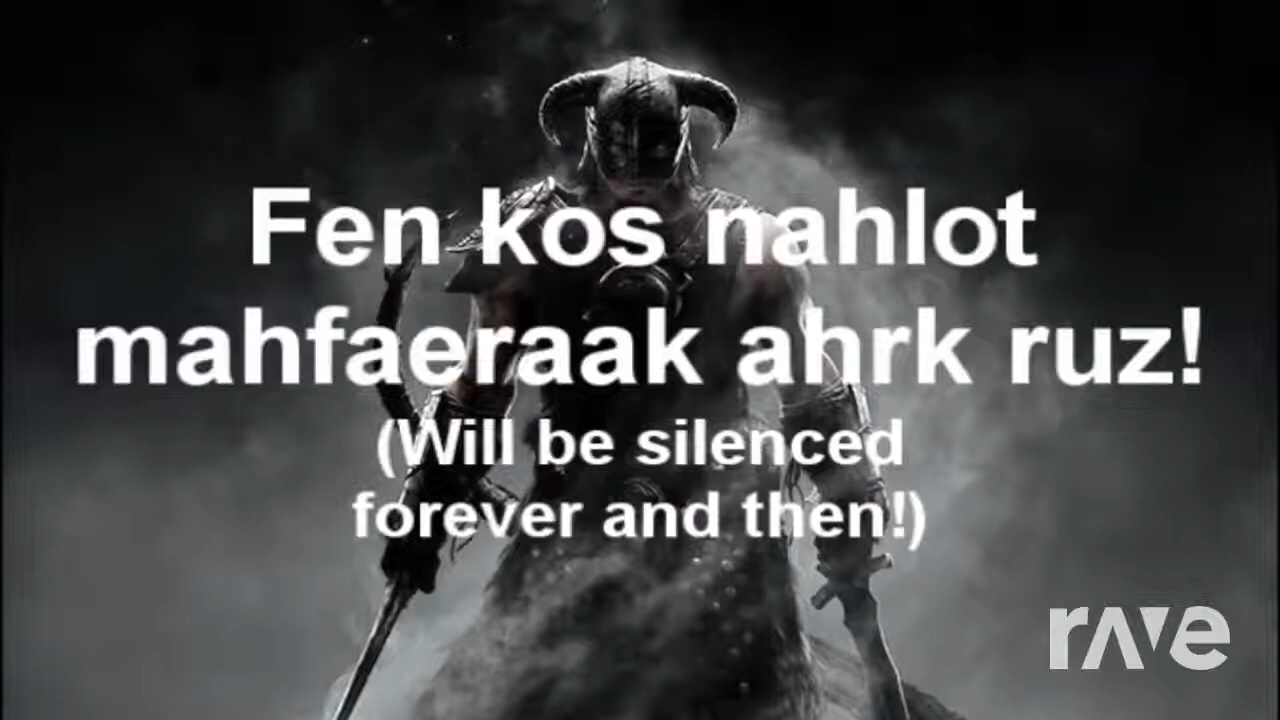 Fen kos nahlot
mahfaeraak ahrk ruz!
(Will be silenced
forever and then!)
rave